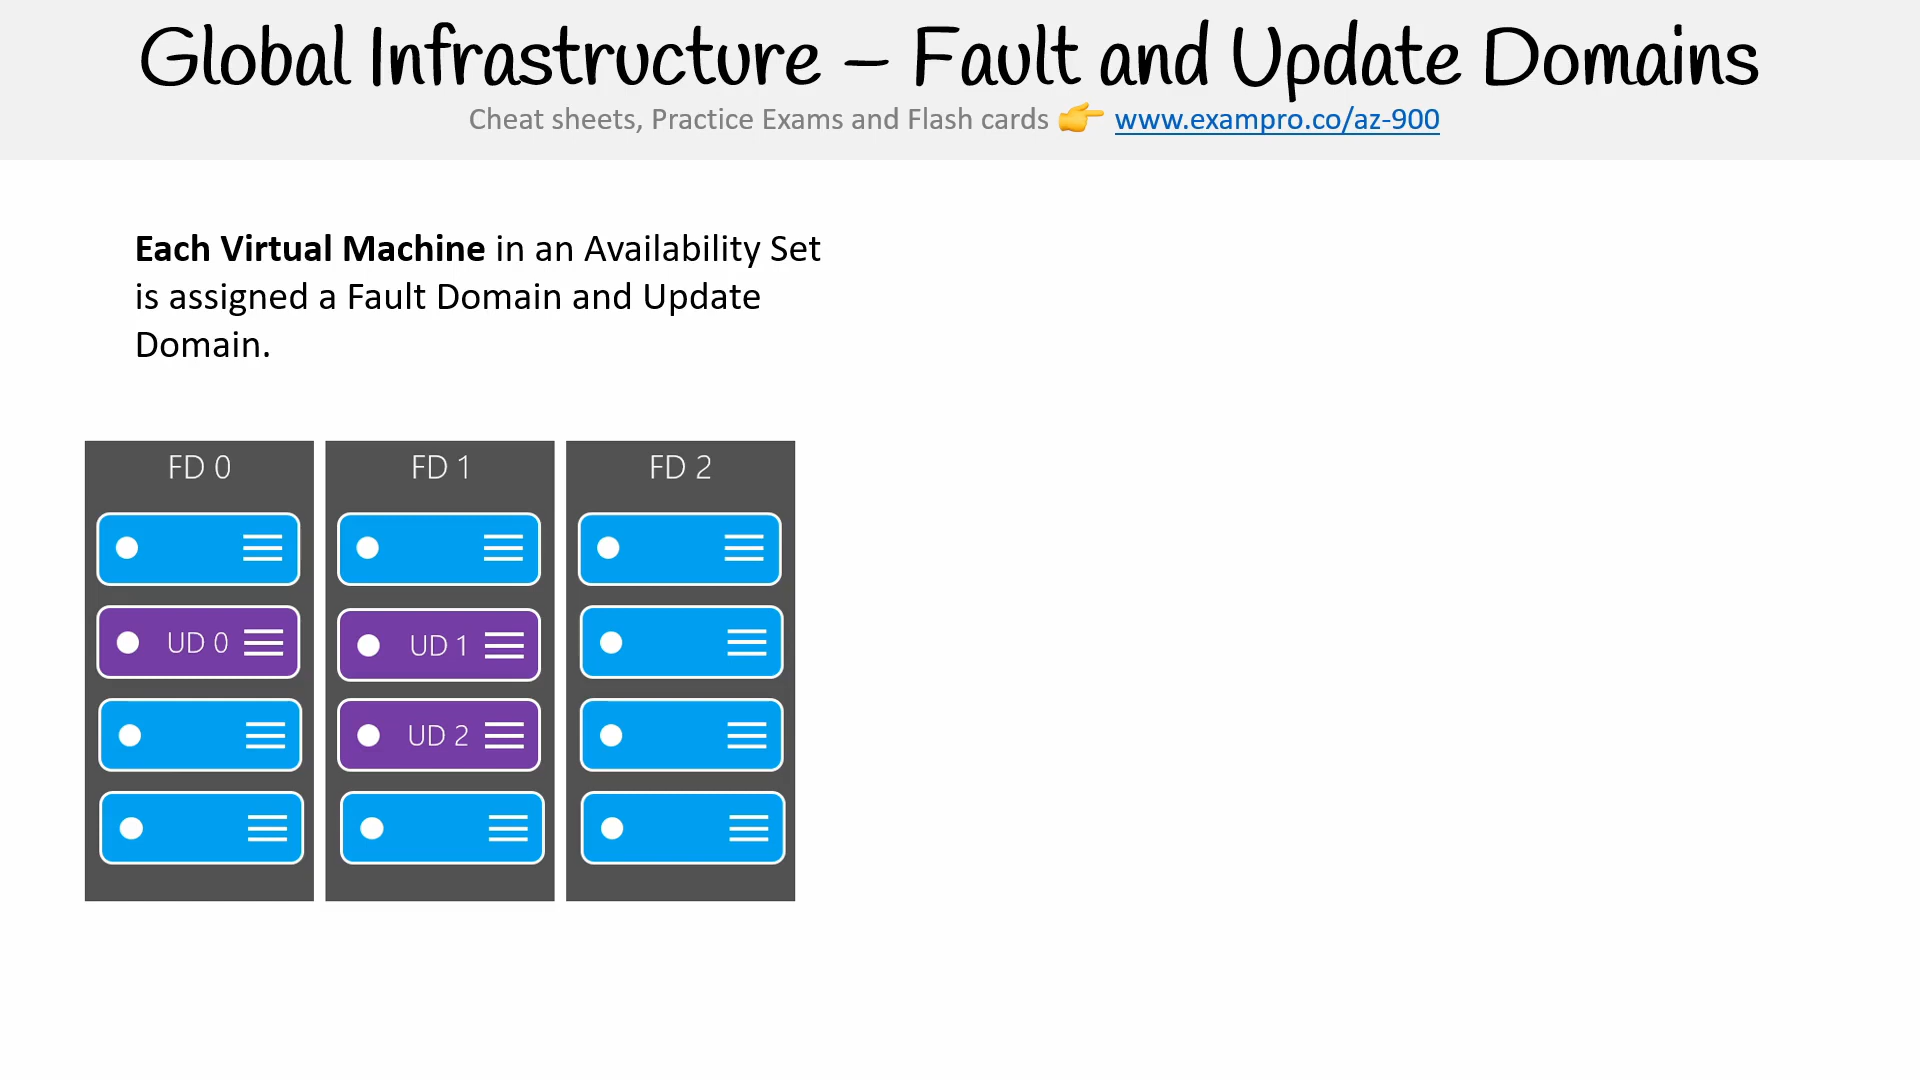 Global Infrastructure – Fault and Update Domains
Cheat sheets, Practice Exams and Flash cards 👉 www.exampro.co/az-900
Each Virtual Machine in an Availability Set
is assigned a Fault Domain and Update
Domain.
FD 0
FD 1
FD 2
UD 0
UD 1
UD 2